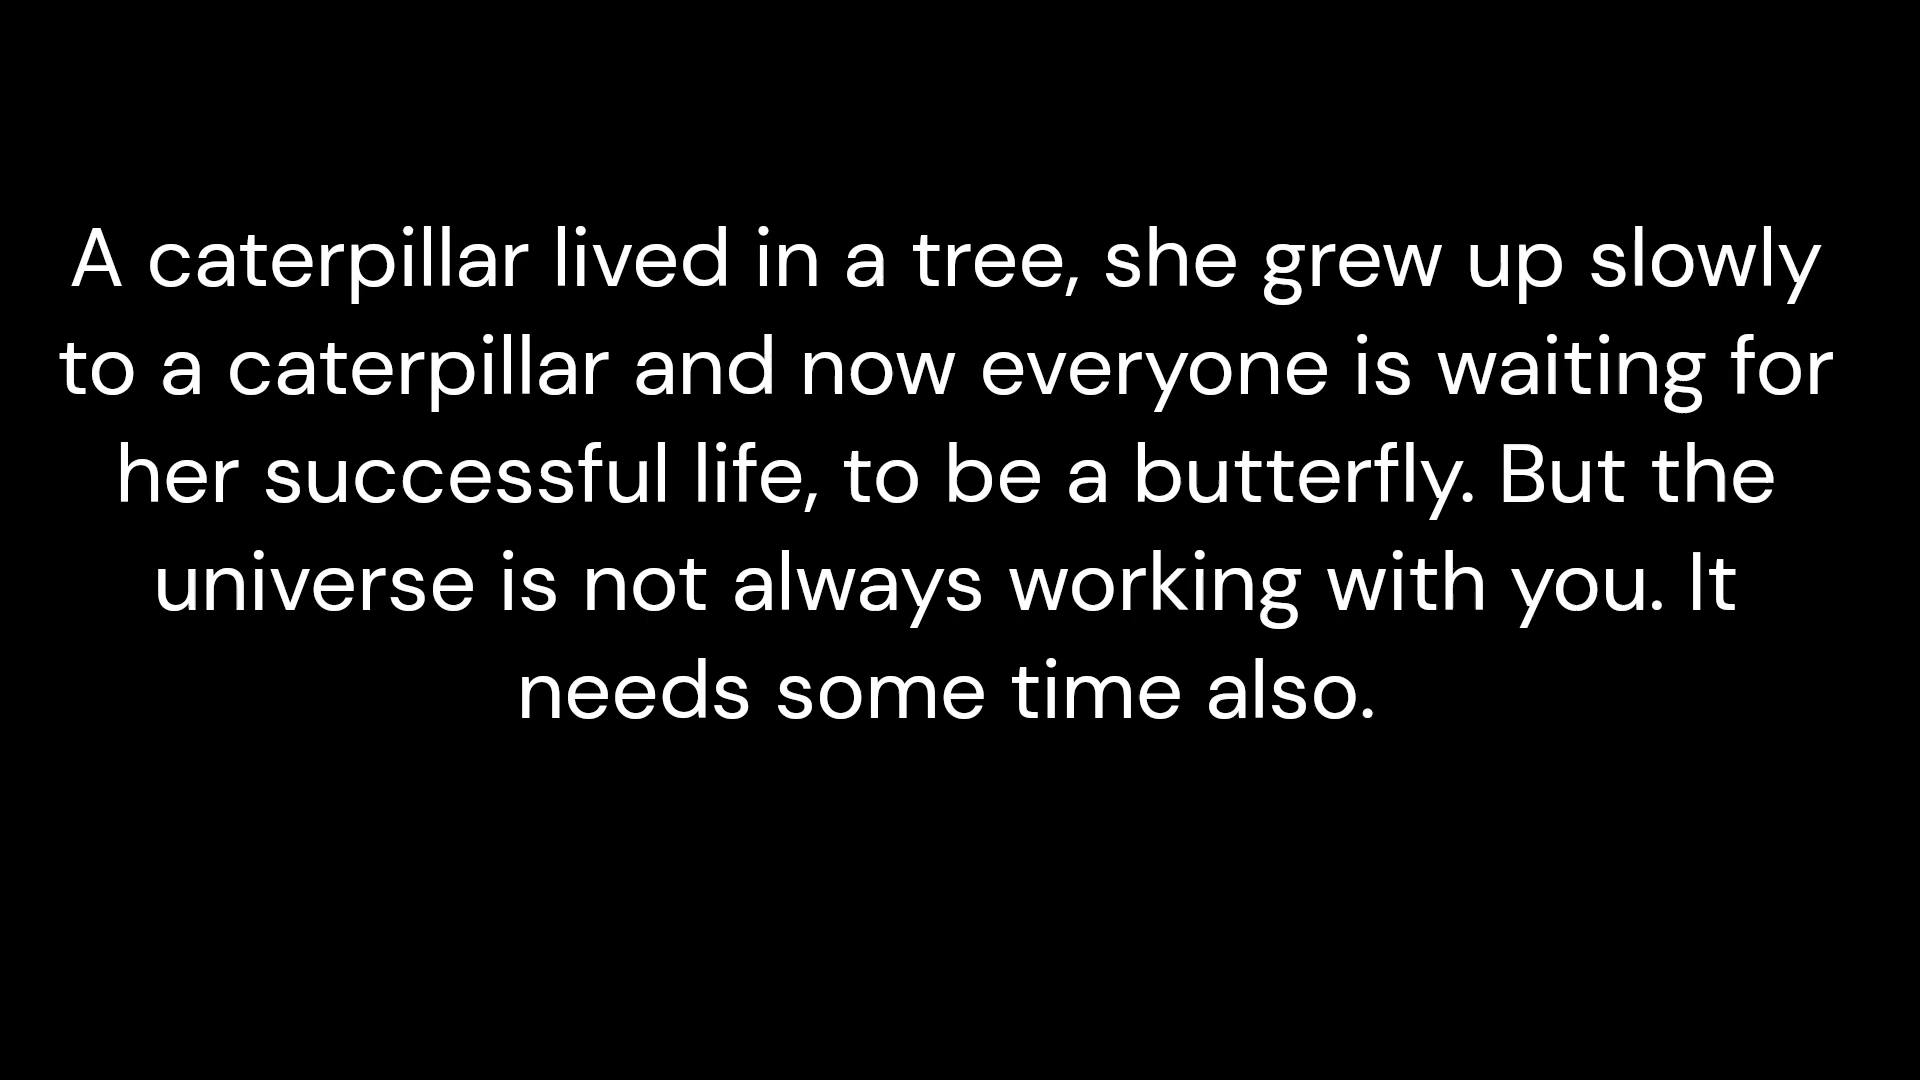 A caterpillar lived in a tree, she grew up slowly
to a caterpillar and now everyone is waiting for
her successful life, to be a butterfly. But the
universe is not always working with you. It
needs some time also.